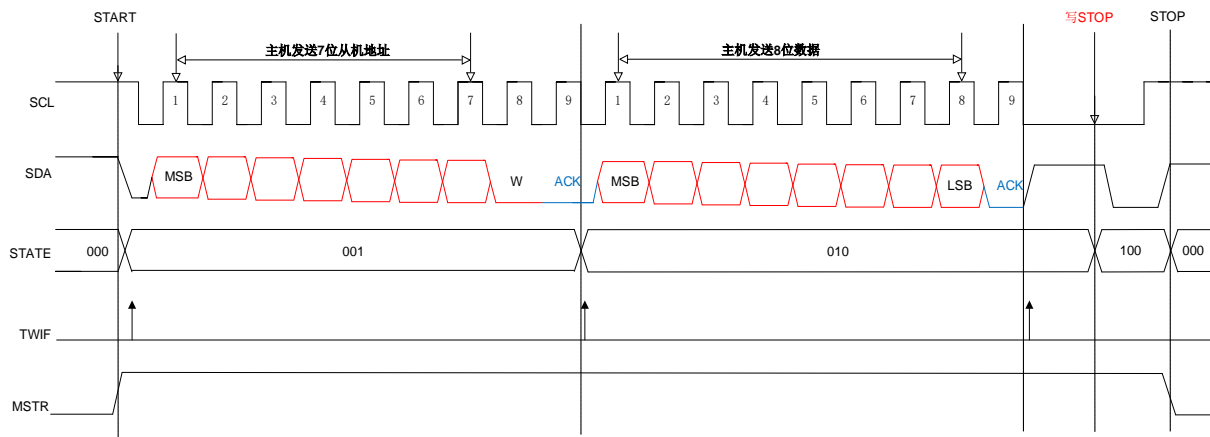 START
写STOP
STOP
主机发送7位从机地址
主机发送8位数据
SCL
1 2 3 4 5 6 7 8 9 1 2 3 4 5 6 7 8 9
SDA
MSB W ACK MSB LSB ACK
STATE
000 001 010 100 000
TWIF
MSTR